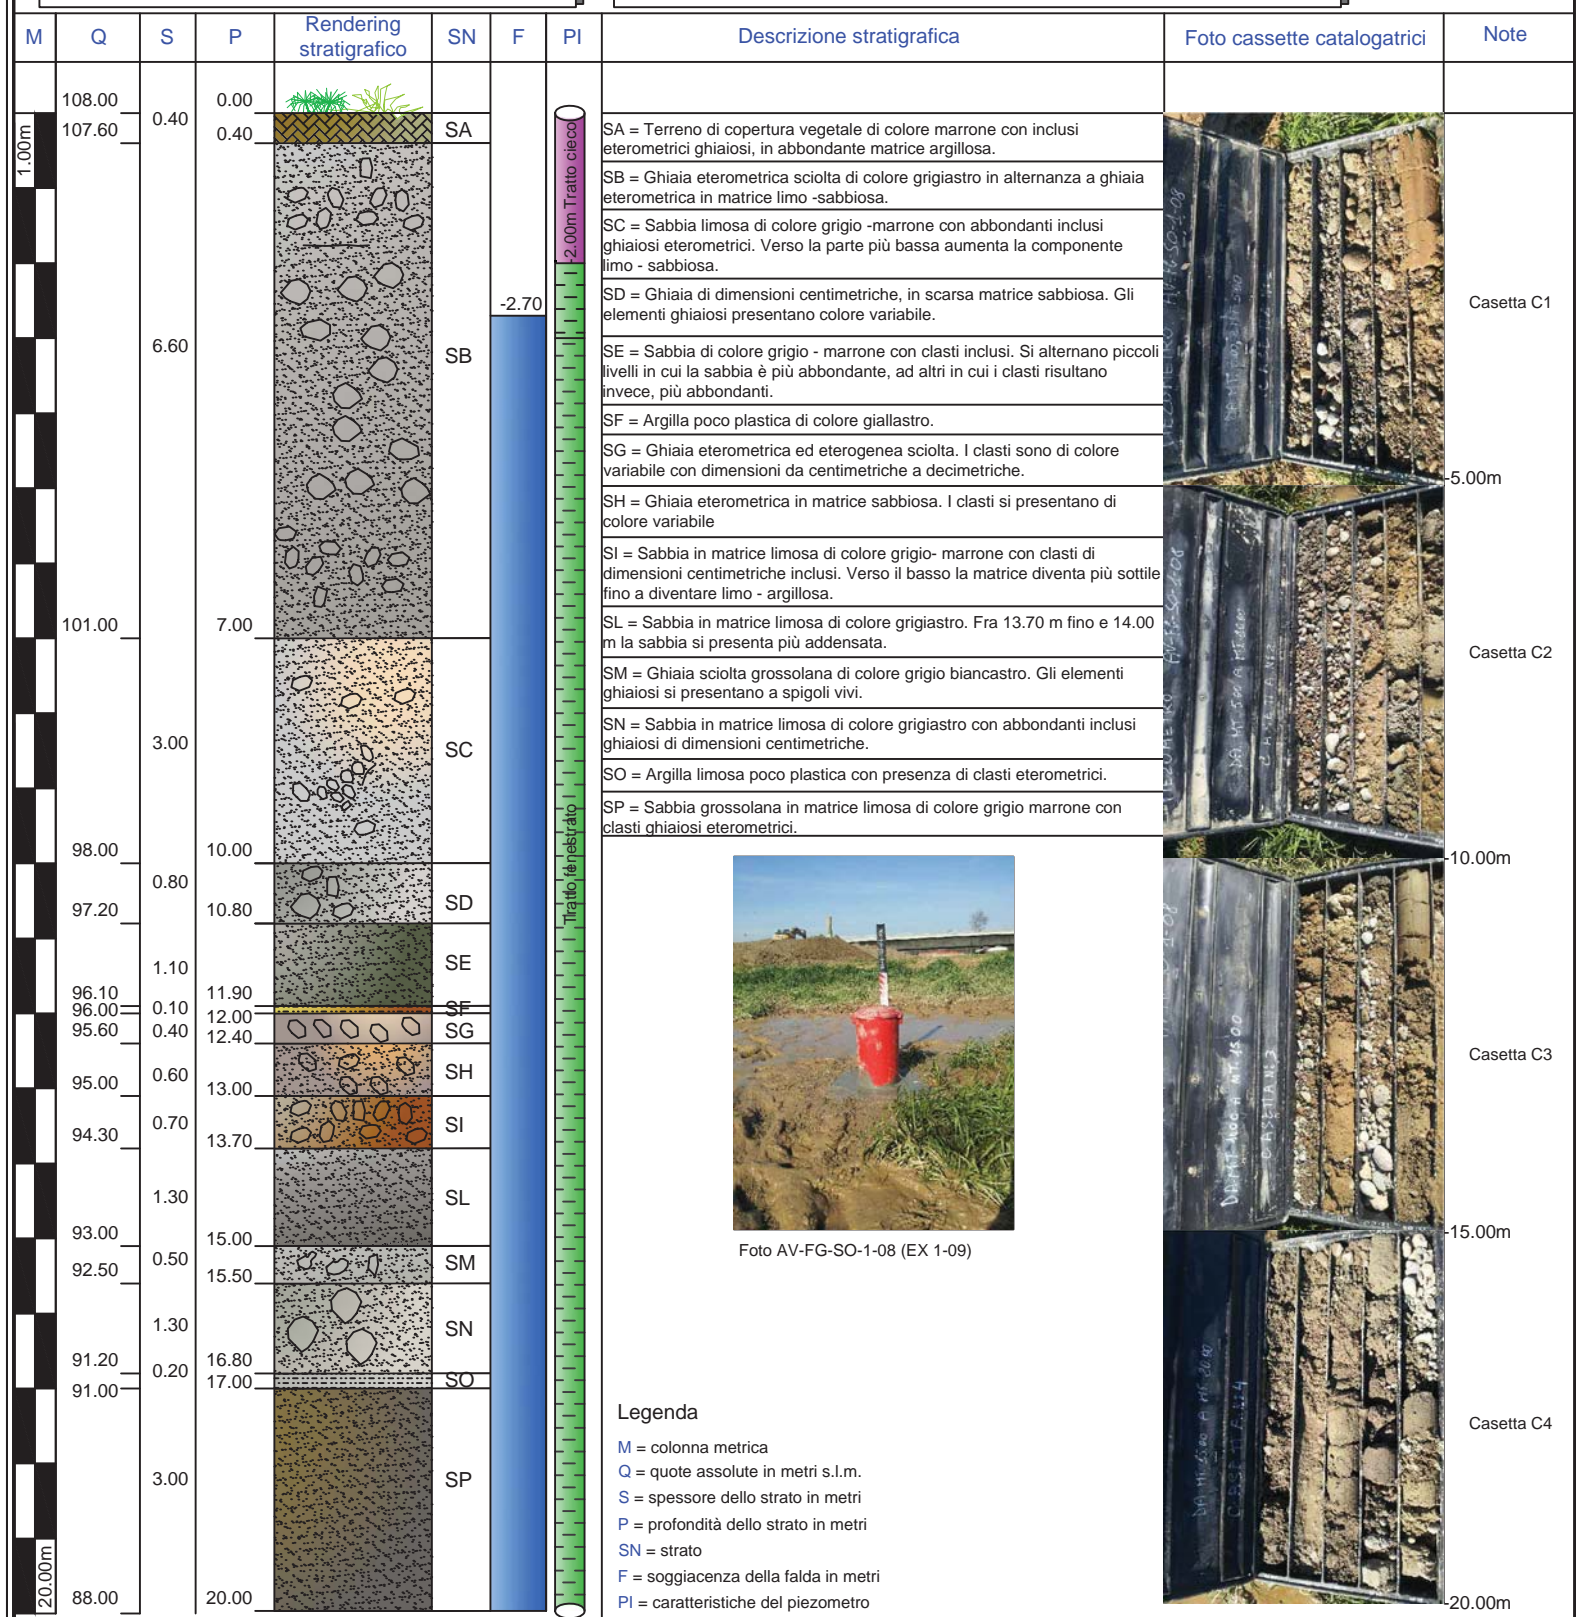 M Q S P Rendering stratigrafico SN F PI Descrizione stratigrafica Foto cassette catalogatrici Note
1.00m
108.00
107.60
101.00
98.00
97.20
96.10
96.00
95.60
95.00
94.30
93.00
92.50
91.20
91.00
88.00
20.00m
0.40
6.60
3.00
0.80
1.10
0.10
0.40
0.60
0.70
1.30
0.50
1.30
0.20
3.00
0.00
0.40
7.00
10.00
10.80
11.90
12.00
12.40
13.00
13.70
15.00
15.50
16.80
17.00
20.00
SA
SB
SC
SD
SE
SF
SG
SH
SI
SL
SM
SN
SO
SP
-2.70
-2.00m Tratto cieco
Tratto fenestrato
SA = Terreno di copertura vegetale di colore marrone con inclusi
eterometrici ghiaiosi, in abbondante matrice argillosa.
SB = Ghiaia eterometrica sciolta di colore grigiastro in alternanza a ghiaia
eterometrica in matrice limo -sabbiosa.
SC = Sabbia limosa di colore grigio -marrone con abbondanti inclusi
ghiaiosi eterometrici. Verso la parte più bassa aumenta la componente
limo - sabbiosa.
SD = Ghiaia di dimensioni centimetriche, in scarsa matrice sabbiosa. Gli
elementi ghiaiosi presentano colore variabile.
SE = Sabbia di colore grigio - marrone con clasti inclusi. Si alternano piccoli
livelli in cui la sabbia è più abbondante, ad altri in cui i clasti risultano
invece, più abbondanti.
SF = Argilla poco plastica di colore giallastro.
SG = Ghiaia eterometrica ed eterogenea sciolta. I clasti sono di colore
variabile con dimensioni da centimetriche a decimetriche.
SH = Ghiaia eterometrica in matrice sabbiosa. I clasti si presentano di
colore variabile
SI = Sabbia in matrice limosa di colore grigio- marrone con clasti di
dimensioni centimetriche inclusi. Verso il basso la matrice diventa più sottile
fino a diventare limo - argillosa.
SL = Sabbia in matrice limosa di colore grigiastro. Fra 13.70 m fino e 14.00
m la sabbia si presenta più addensata.
SM = Ghiaia sciolta grossolana di colore grigio biancastro. Gli elementi
ghiaiosi si presentano a spigoli vivi.
SN = Sabbia in matrice limosa di colore grigiastro con abbondanti inclusi
ghiaiosi di dimensioni centimetriche.
SO = Argilla limosa poco plastica con presenza di clasti eterometrici.
SP = Sabbia grossolana in matrice limosa di colore grigio marrone con
clasti ghiaiosi eterometrici.
Foto AV-FG-SO-1-08 (EX 1-09)
Legenda
M = colonna metrica
Q = quote assolute in metri s.l.m.
S = spessore dello strato in metri
P = profondità dello strato in metri
SN = strato
F = soggiacenza della falda in metri
PI = caratteristiche del piezometro
Casetta C1
-5.00m
Casetta C2
-10.00m
Casetta C3
-15.00m
Casetta C4
-20.00m